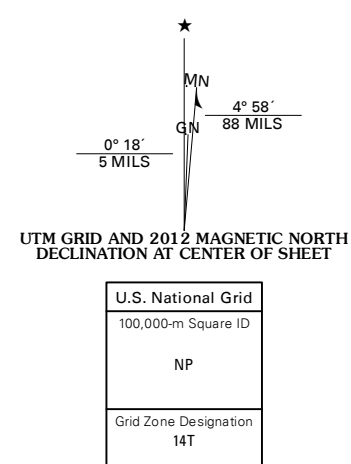 ★
MN
4° 58´
88 MILS
GN
0° 18´
5 MILS
UTM GRID AND 2012 MAGNETIC NORTH
DECLINATION AT CENTER OF SHEET
U.S. National Grid
100,000-m Square ID
NP
Grid Zone Designation
14T